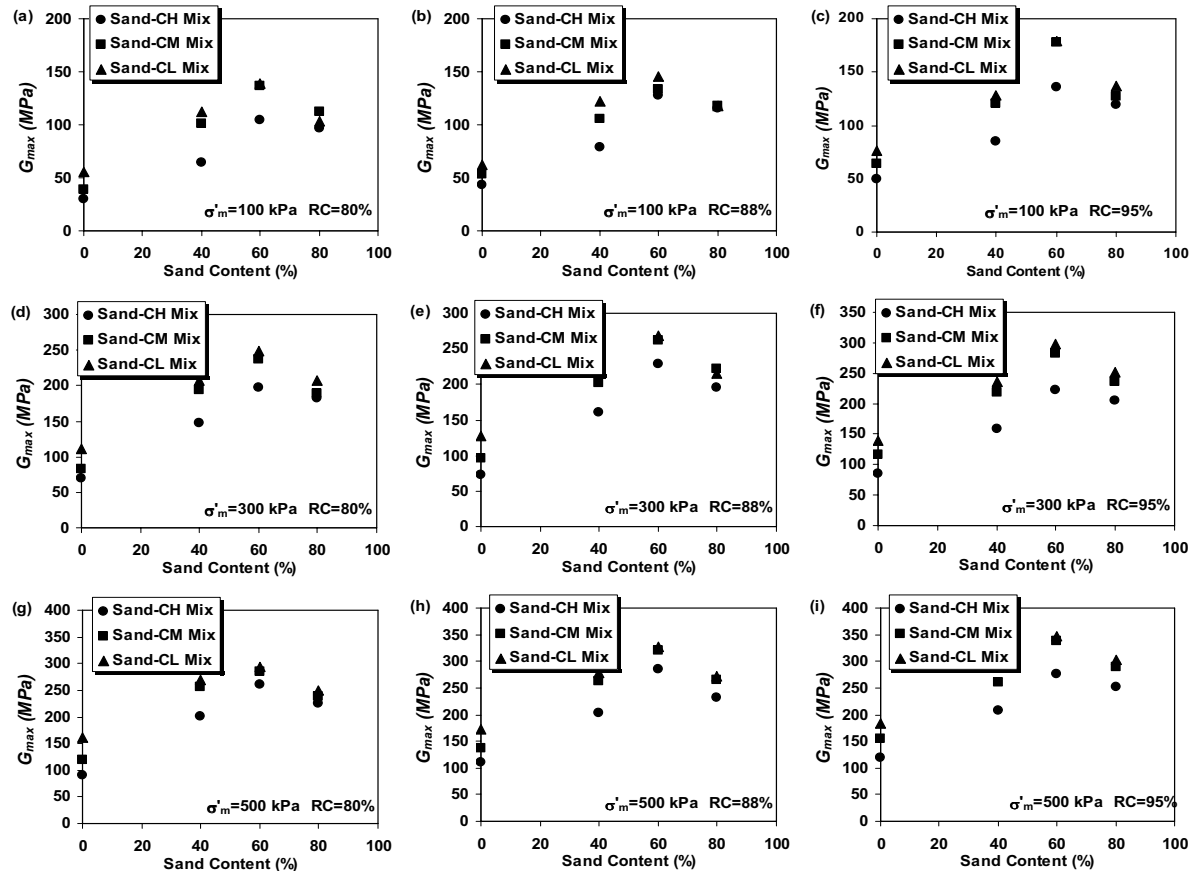 (a)
Sand-CH Mix
Sand-CM Mix
Sand-CL Mix
200
150
100
50
0
Gmax (MPa)
σ'm=100 kPa RC=80%
0 20 40 60 80 100
Sand Content (%)
(b)
Sand-CH Mix
Sand-CM Mix
Sand-CL Mix
200
150
100
50
0
Gmax (MPa)
σ'm=100 kPa RC=88%
0 20 40 60 80 100
Sand Content (%)
(c)
Sand-CH Mix
Sand-CM Mix
Sand-CL Mix
200
150
100
50
0
Gmax (MPa)
σ'm=100 kPa RC=95%
0 20 40 60 80 100
Sand Content (%)
(d)
Sand-CH Mix
Sand-CM Mix
Sand-CL Mix
300
250
200
150
100
50
0
Gmax (MPa)
σ'm=300 kPa RC=80%
0 20 40 60 80 100
Sand Content (%)
(e)
Sand-CH Mix
Sand-CM Mix
Sand-CL Mix
300
250
200
150
100
50
0
Gmax (MPa)
σ'm=300 kPa RC=88%
0 20 40 60 80 100
Sand Content (%)
(f)
Sand-CH Mix
Sand-CM Mix
Sand-CL Mix
350
300
250
200
150
100
50
0
Gmax (MPa)
σ'm=300 kPa RC=95%
0 20 40 60 80 100
Sand Content (%)
(g)
Sand-CH Mix
Sand-CM Mix
Sand-CL Mix
400
350
300
250
200
150
100
50
0
Gmax (MPa)
σ'm=500 kPa RC=80%
0 20 40 60 80 100
Sand Content (%)
(h)
Sand-CH Mix
Sand-CM Mix
Sand-CL Mix
400
350
300
250
200
150
100
50
0
Gmax (MPa)
σ'm=500 kPa RC=88%
0 20 40 60 80 100
Sand Content (%)
(i)
Sand-CH Mix
Sand-CM Mix
Sand-CL Mix
400
350
300
250
200
150
100
50
0
Gmax (MPa)
σ'm=500 kPa RC=95%
0 20 40 60 80 100
Sand Content (%)